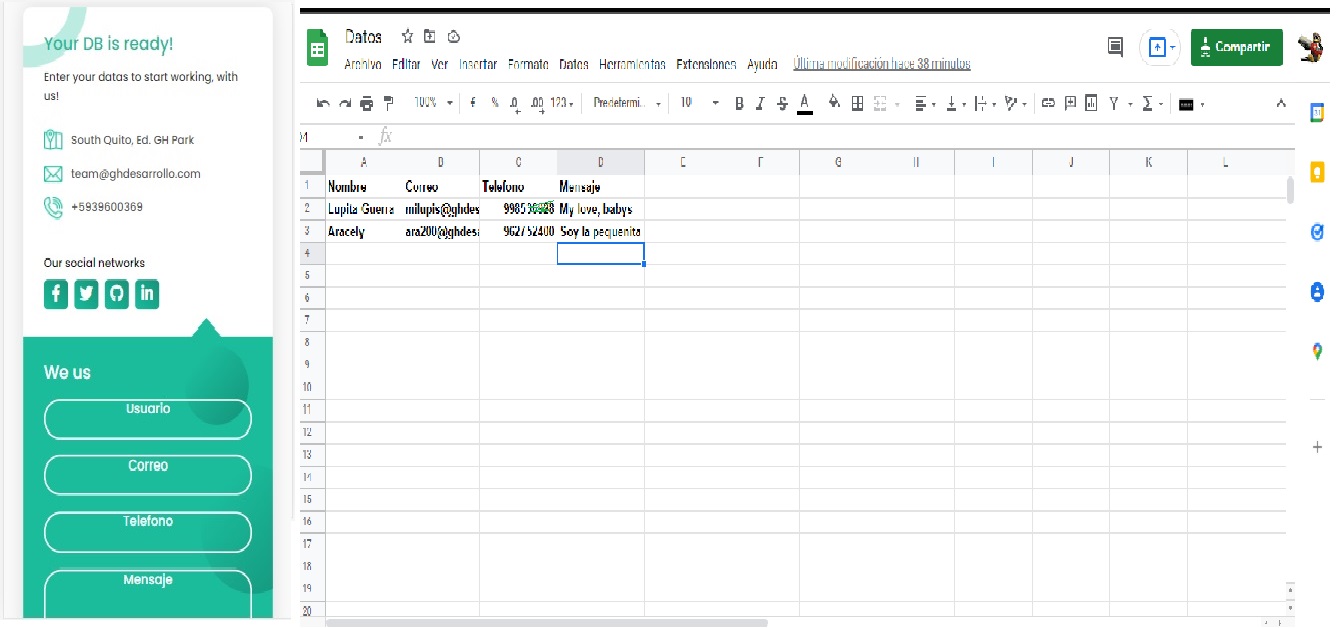 Your DB is ready!
Enter your datas to start working, with
us!
South Quito, Ed. GH Park
team@ghdesarrollo.com
+5939600369
Our social networks
We us
Usuario
Correo
Telefono
Mensaje
Datos
Archivo Editar Ver Insertar Formato Datos Herramientas Extensiones Ayuda Última modificación hace 38 minutos
Compartir
100% € % .0 .00 123 Predetermi... 10 B I S A
fx
A B C D E F G H I J K L
1 Nombre Correo Telefono Mensaje
2 Lupita Guerra milupis@ghdes My love, babys
3 Aracely 962752400 Soy la pequenita
4
5
6
7
8
9
10
11
12
13
14
15
16
17
18
19
20